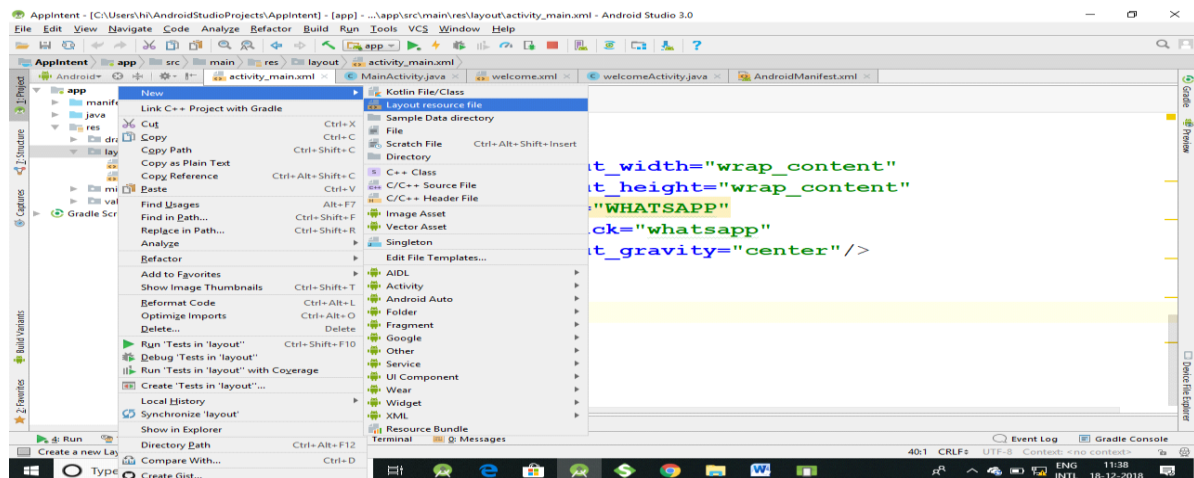 AppIntent - [C:\Users\hi\AndroidStudioProjects\AppIntent] - [app] - ...\app\src\main\res\layout\activity_main.xml - Android Studio 3.0
File Edit View Navigate Code Analyze Refactor Build Run Tools VCS Window Help
app
AppIntent app src main res layout activity_main.xml
Android activity_main.xml MainActivity.java welcome.xml welcomeActivity.java AndroidManifest.xml
1: Project
7: Structure
Captures
Build Variants
2: Favorites
app
manife
java
res
dra
lay
mi
val
Gradle Scr
New
Link C++ Project with Gradle
Cut Ctrl+X
Copy Ctrl+C
Copy Path Ctrl+Shift+C
Copy as Plain Text
Copy Reference Ctrl+Alt+Shift+C
Paste Ctrl+V
Find Usages Alt+F7
Find in Path... Ctrl+Shift+F
Replace in Path... Ctrl+Shift+R
Analyze
Refactor
Add to Favorites
Show Image Thumbnails Ctrl+Shift+T
Reformat Code Ctrl+Alt+L
Optimize Imports Ctrl+Alt+O
Delete... Delete
Run 'Tests in 'layout'' Ctrl+Shift+F10
Debug 'Tests in 'layout''
Run 'Tests in 'layout'' with Coverage
Create 'Tests in 'layout''...
Local History
Synchronize 'layout'
Show in Explorer
Directory Path Ctrl+Alt+F12
Compare With... Ctrl+D
Create Gist...
Kotlin File/Class
Layout resource file
Sample Data directory
File
Scratch File Ctrl+Alt+Shift+Insert
Directory
C++ Class
C/C++ Source File
C/C++ Header File
Image Asset
Vector Asset
Singleton
Edit File Templates...
AIDL
Activity
Android Auto
Folder
Fragment
Google
Other
Service
UI Component
Wear
Widget
XML
Resource Bundle
t_width="wrap_content"
t_height="wrap_content"
="WHATSAPP"
ck="whatsapp"
t_gravity="center"/>
Gradle
Preview
Device File Explorer
4: Run Terminal 0: Messages Event Log Gradle Console
Create a new Lay 40:1 CRLF UTF-8 Context: <no context>
Type ENG 11:38
INTL 18-12-2018